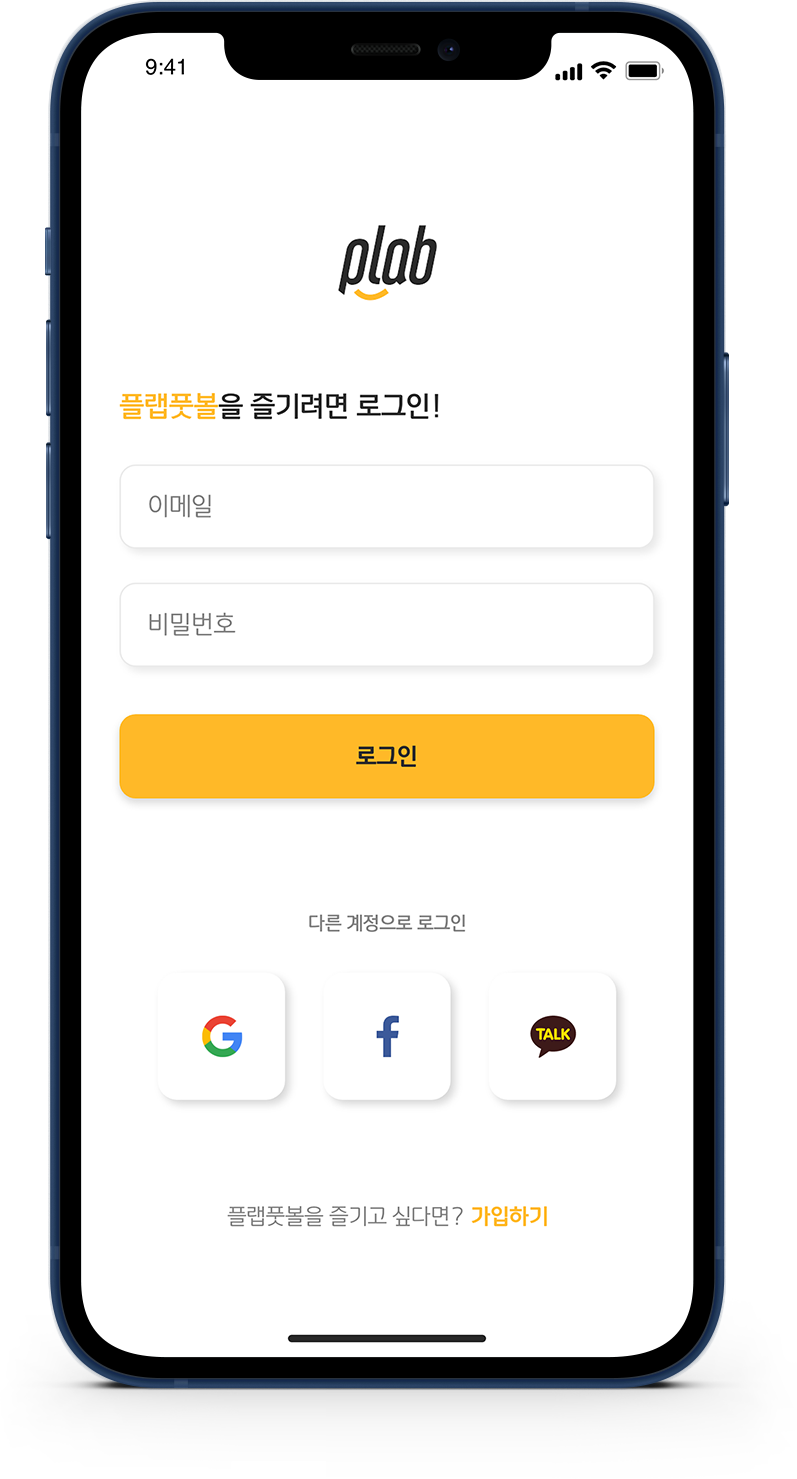 9:41
plab
플랩풋볼을 즐기려면 로그인!
이메일
비밀번호
로그인
다른 계정으로 로그인
G f TALK
플랩풋볼을 즐기고 싶다면? 가입하기